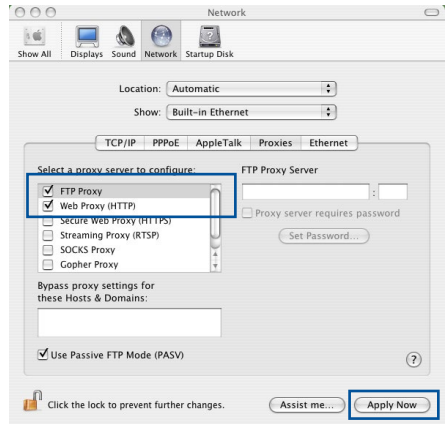 Network
Show All Displays Sound Network Startup Disk
Location: Automatic
Show: Built-in Ethernet
TCP/IP PPPoE AppleTalk Proxies Ethernet
Select a proxy server to configure: FTP Proxy Server
FTP Proxy :
Web Proxy (HTTP) Proxy server requires password
Secure Web Proxy (HTTPS)
Streaming Proxy (RTSP) Set Password...
SOCKS Proxy
Gopher Proxy
Bypass proxy settings for
these Hosts & Domains:
Use Passive FTP Mode (PASV) ?
Click the lock to prevent further changes. Assist me... Apply Now